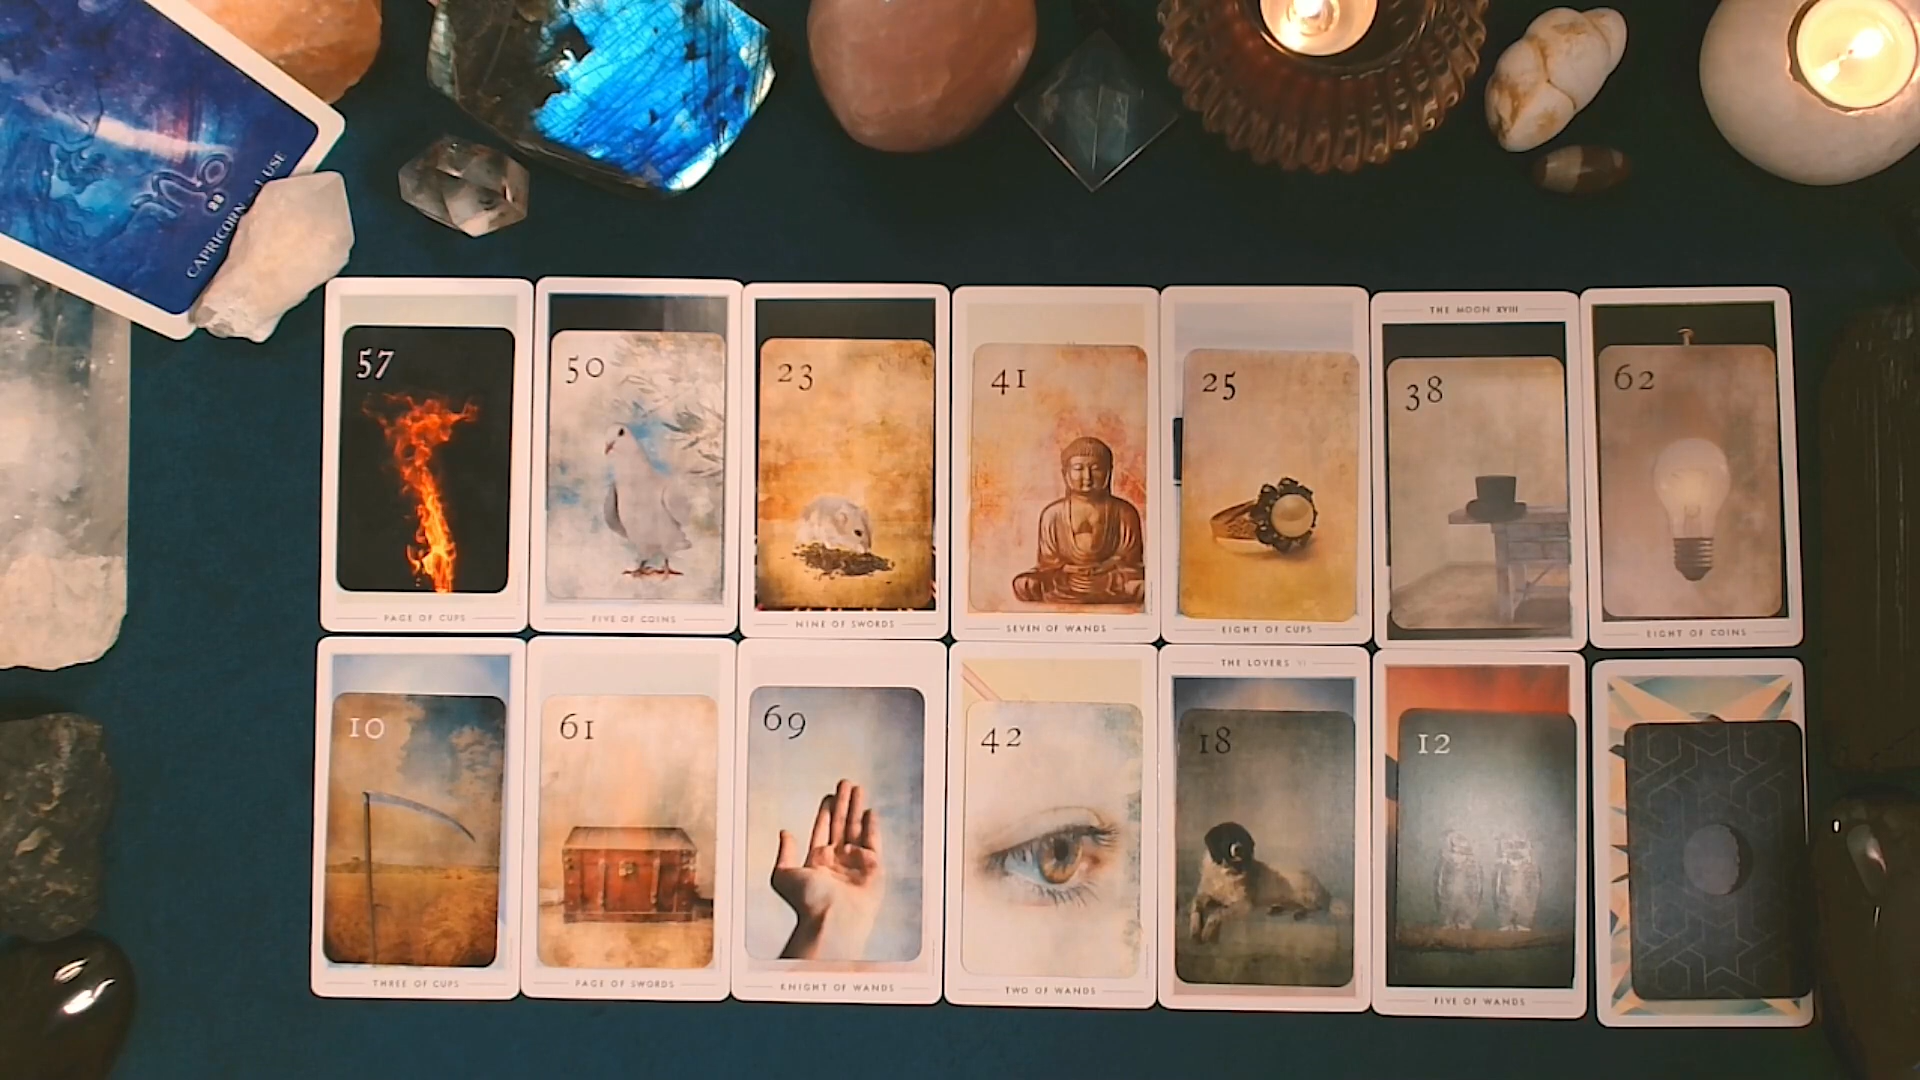 CAPRICORN
USE
57
50
23
41
25
THE MOON XVIII
38
62
PAGE OF CUPS
FIVE OF COINS
NINE OF SWORDS
SEVEN OF WANDS
EIGHT OF CUPS
EIGHT OF COINS
10
61
69
42
THE LOVERS VI
18
12
THREE OF CUPS
PAGE OF SWORDS
KNIGHT OF WANDS
TWO OF WANDS
FIVE OF WANDS